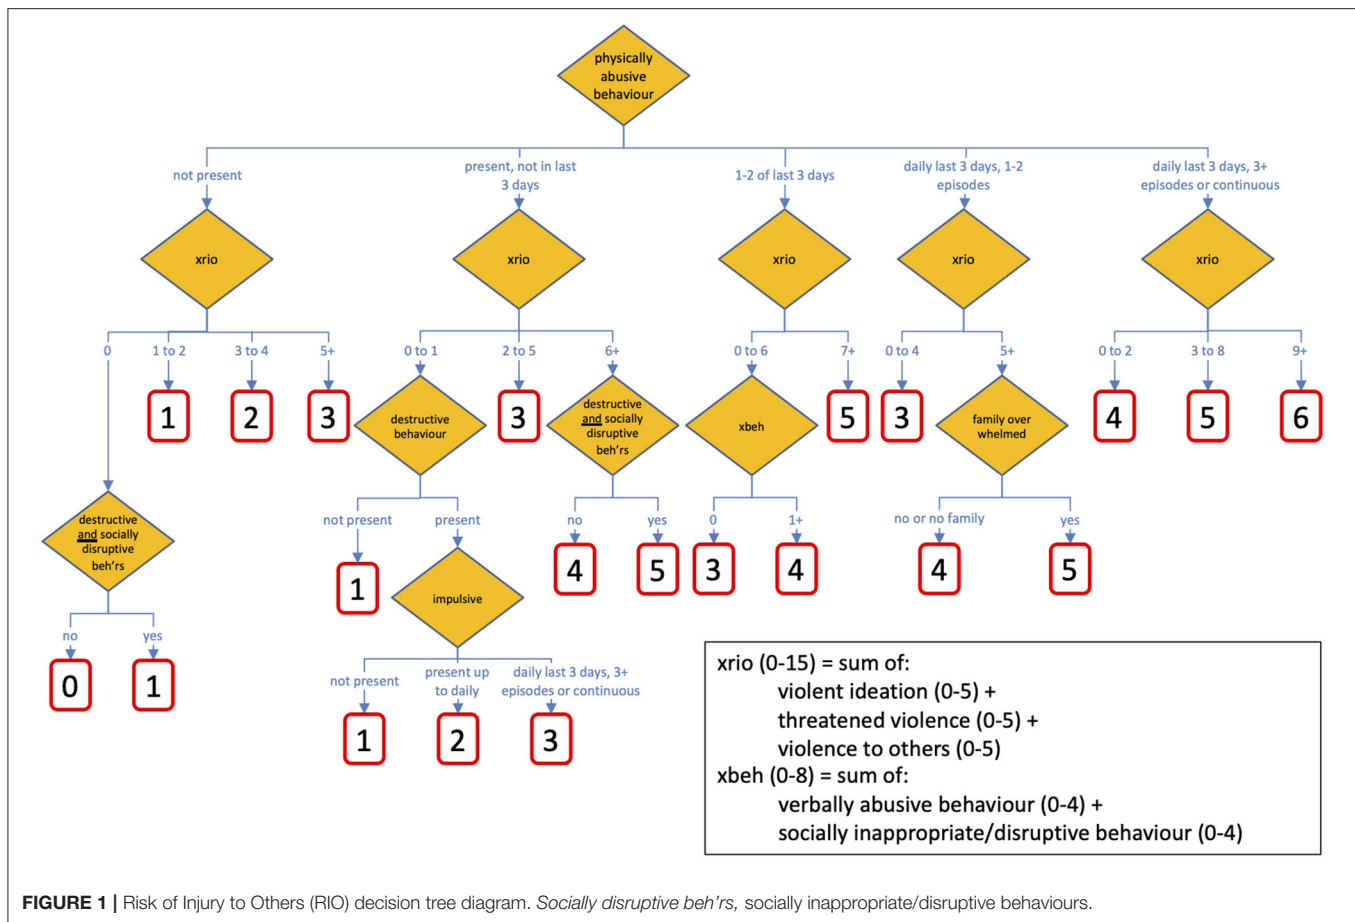 physically
abusive
behaviour
not present
present, not in last
3 days
1-2 of last 3 days
daily last 3 days, 1-2
episodes
daily last 3 days, 3+
episodes or continuous
xrio
xrio
xrio
xrio
xrio
0
1 to 2
3 to 4
5+
0 to 1
2 to 5
6+
0 to 6
7+
0 to 4
5+
0 to 2
3 to 8
9+
1
2
3
destructive
behaviour
3
destructive
and socially
disruptive
beh'rs
xbeh
5
3
family over
whelmed
4
5
6
destructive
and socially
disruptive
beh'rs
not present
present
no
yes
0
1+
no or no family
yes
1
impulsive
4
5
3
4
4
5
no
yes
0
1
not present
present up
to daily
daily last 3 days, 3+
episodes or continuous
1
2
3
xrio (0-15) = sum of:
violent ideation (0-5) +
threatened violence (0-5) +
violence to others (0-5)
xbeh (0-8) = sum of:
verbally abusive behaviour (0-4) +
socially inappropriate/disruptive behaviour (0-4)
FIGURE 1 | Risk of Injury to Others (RIO) decision tree diagram. Socially disruptive beh'rs, socially inappropriate/disruptive behaviours.